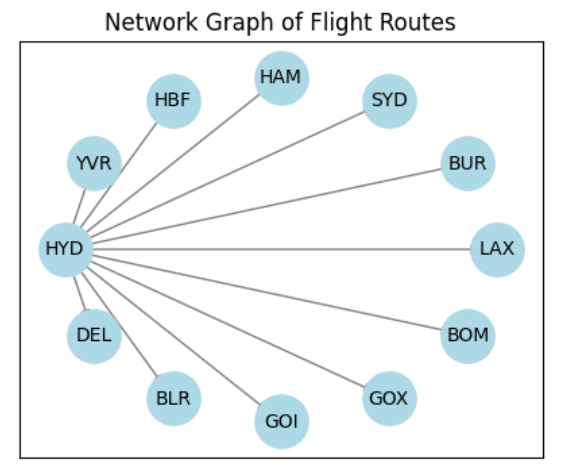 Network Graph of Flight Routes
HAM
HBF
SYD
YVR
BUR
HYD
LAX
DEL
BOM
BLR
GOX
GOI